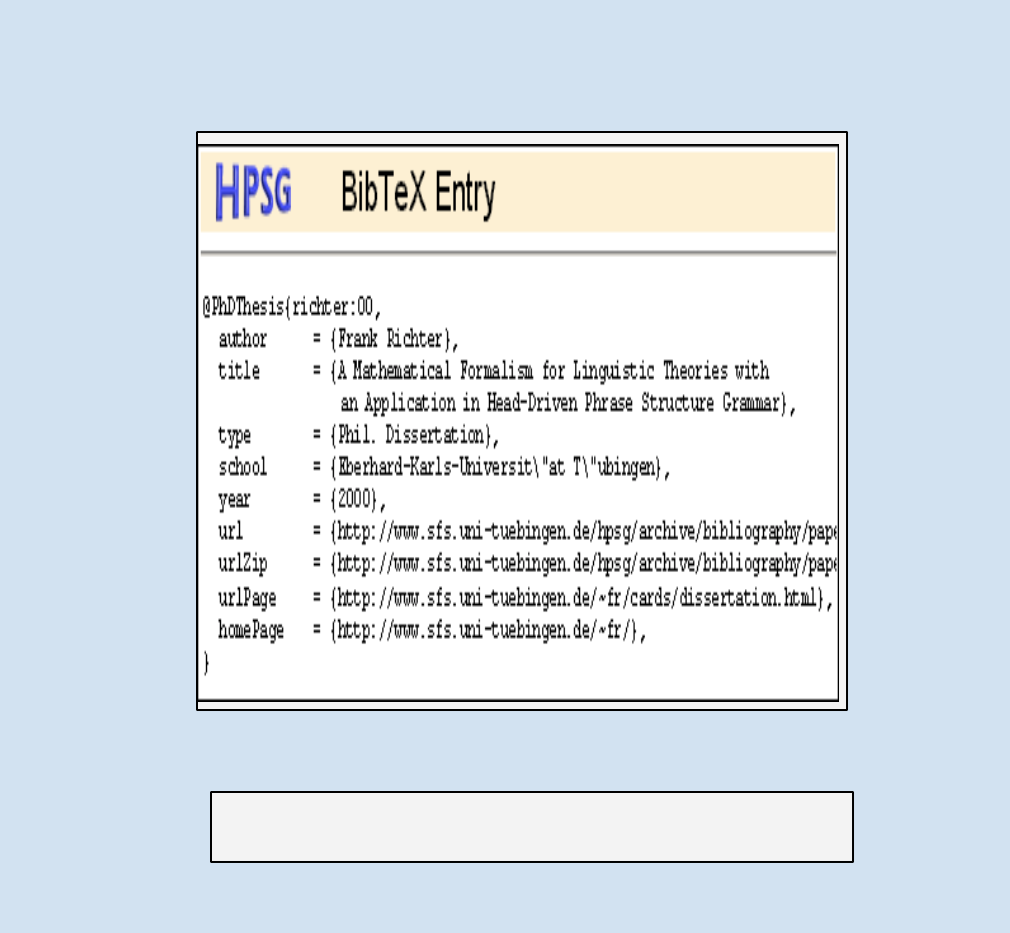 HPSG BibTeX Entry
@PhDThesis{richter:00,
author = {Frank Richter},
title = {A Mathematical Formalism for Linguistic Theories with
an Application in Head-Driven Phrase Structure Grammar},
type = {Phil. Dissertation},
school = {Eberhard-Karls-Universit\"at T\"ubingen},
year = {2000},
url = {http://www.sfs.uni-tuebingen.de/hpsg/archive/bibliography/pape
urlZip = {http://www.sfs.uni-tuebingen.de/hpsg/archive/bibliography/pape
urlPage = {http://www.sfs.uni-tuebingen.de/~fr/cards/dissertation.html},
homePage = {http://www.sfs.uni-tuebingen.de/~fr/},
}